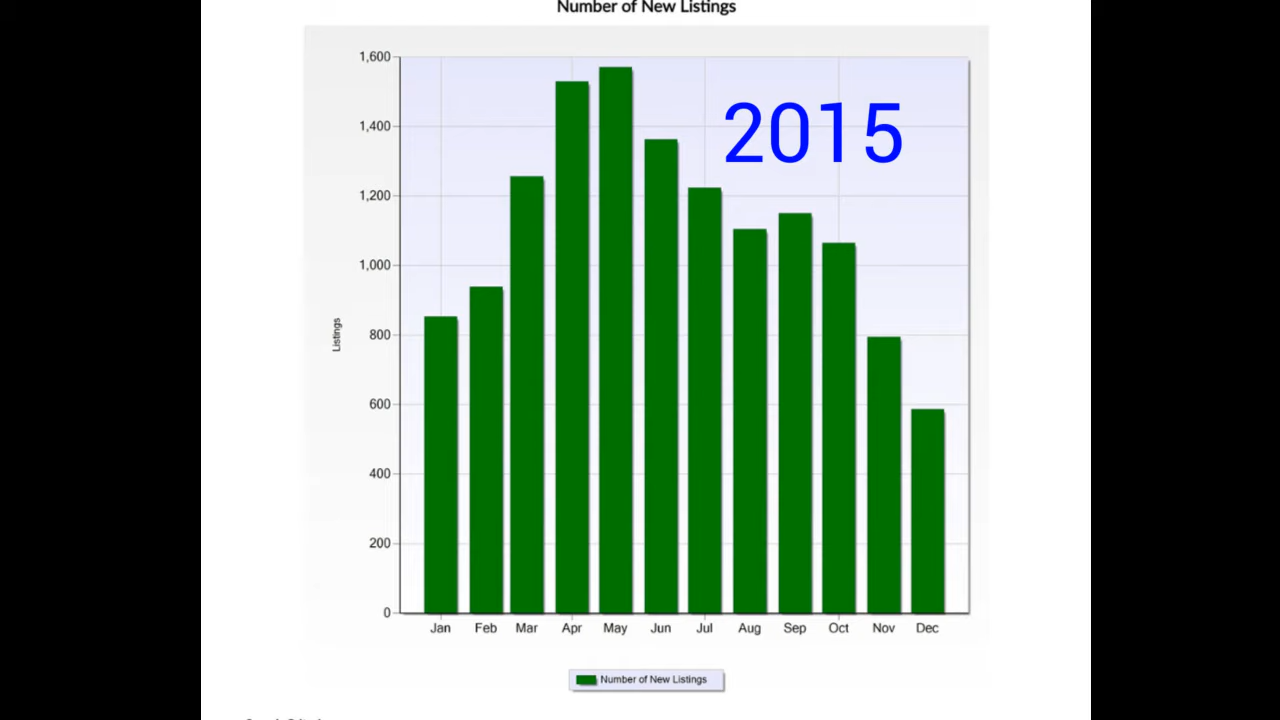 Number of New Listings
1,600
1,400
1,200
1,000
800
600
400
200
0
Listings
2015
Jan Feb Mar Apr May Jun Jul Aug Sep Oct Nov Dec
Number of New Listings